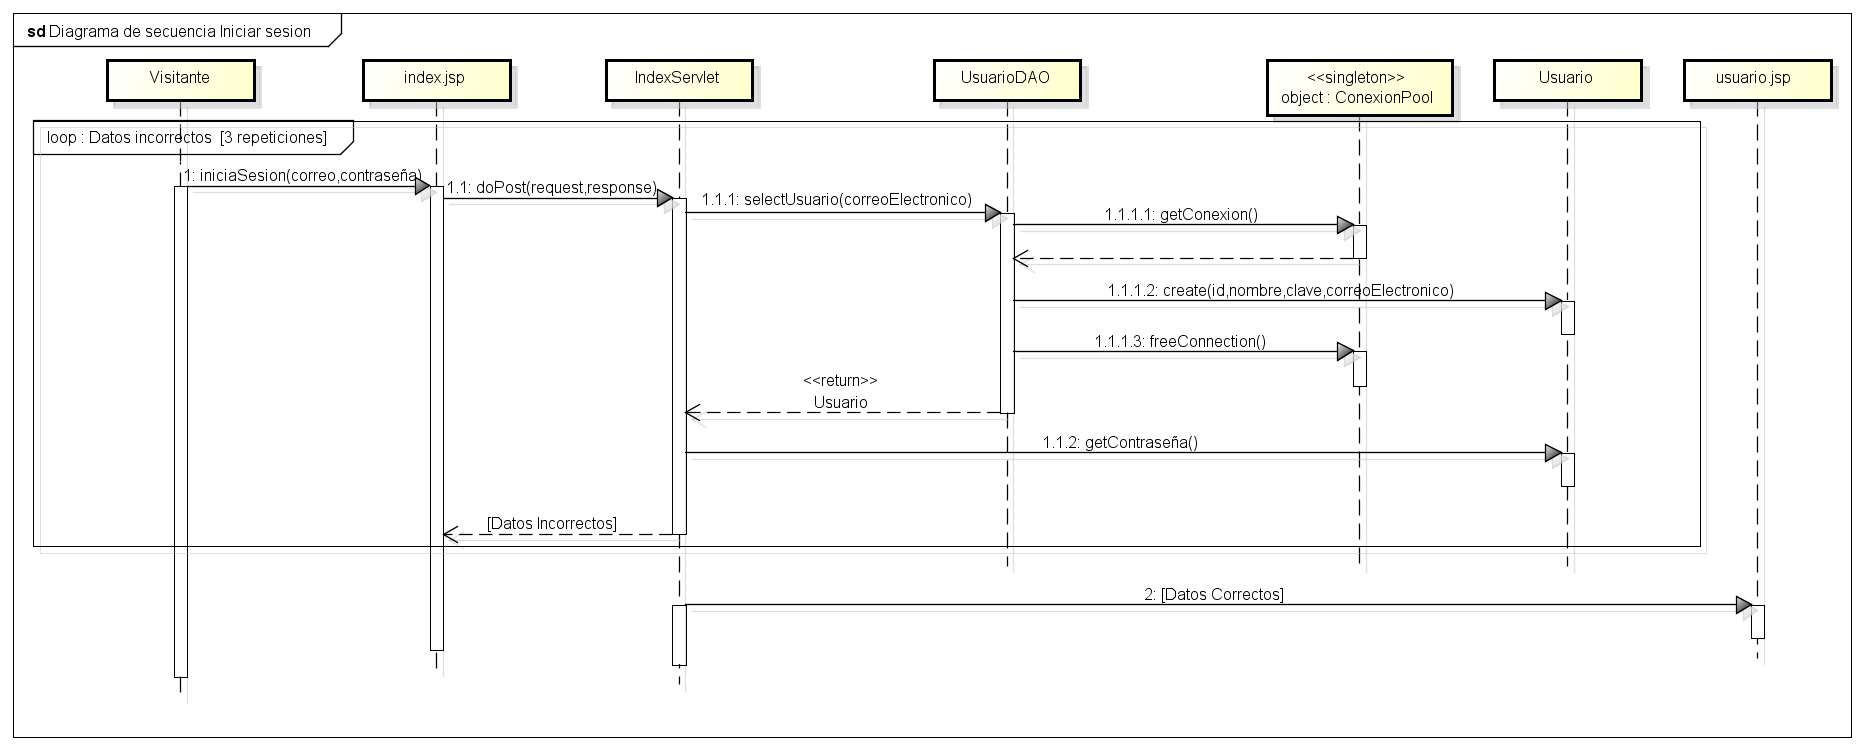 sd Diagrama de secuencia Iniciar sesion
Visitante
index.jsp
IndexServlet
UsuarioDAO
<<singleton>>
object : ConexionPool
Usuario
usuario.jsp
loop : Datos incorrectos [3 repeticiones]
1: iniciaSesion(correo,contraseña)
1.1: doPost(request,response)
1.1.1: selectUsuario(correoElectronico)
1.1.1.1: getConexion()
1.1.1.2: create(id,nombre,clave,correoElectronico)
1.1.1.3: freeConnection()
<<return>>
Usuario
1.1.2: getContraseña()
[Datos Incorrectos]
2: [Datos Correctos]